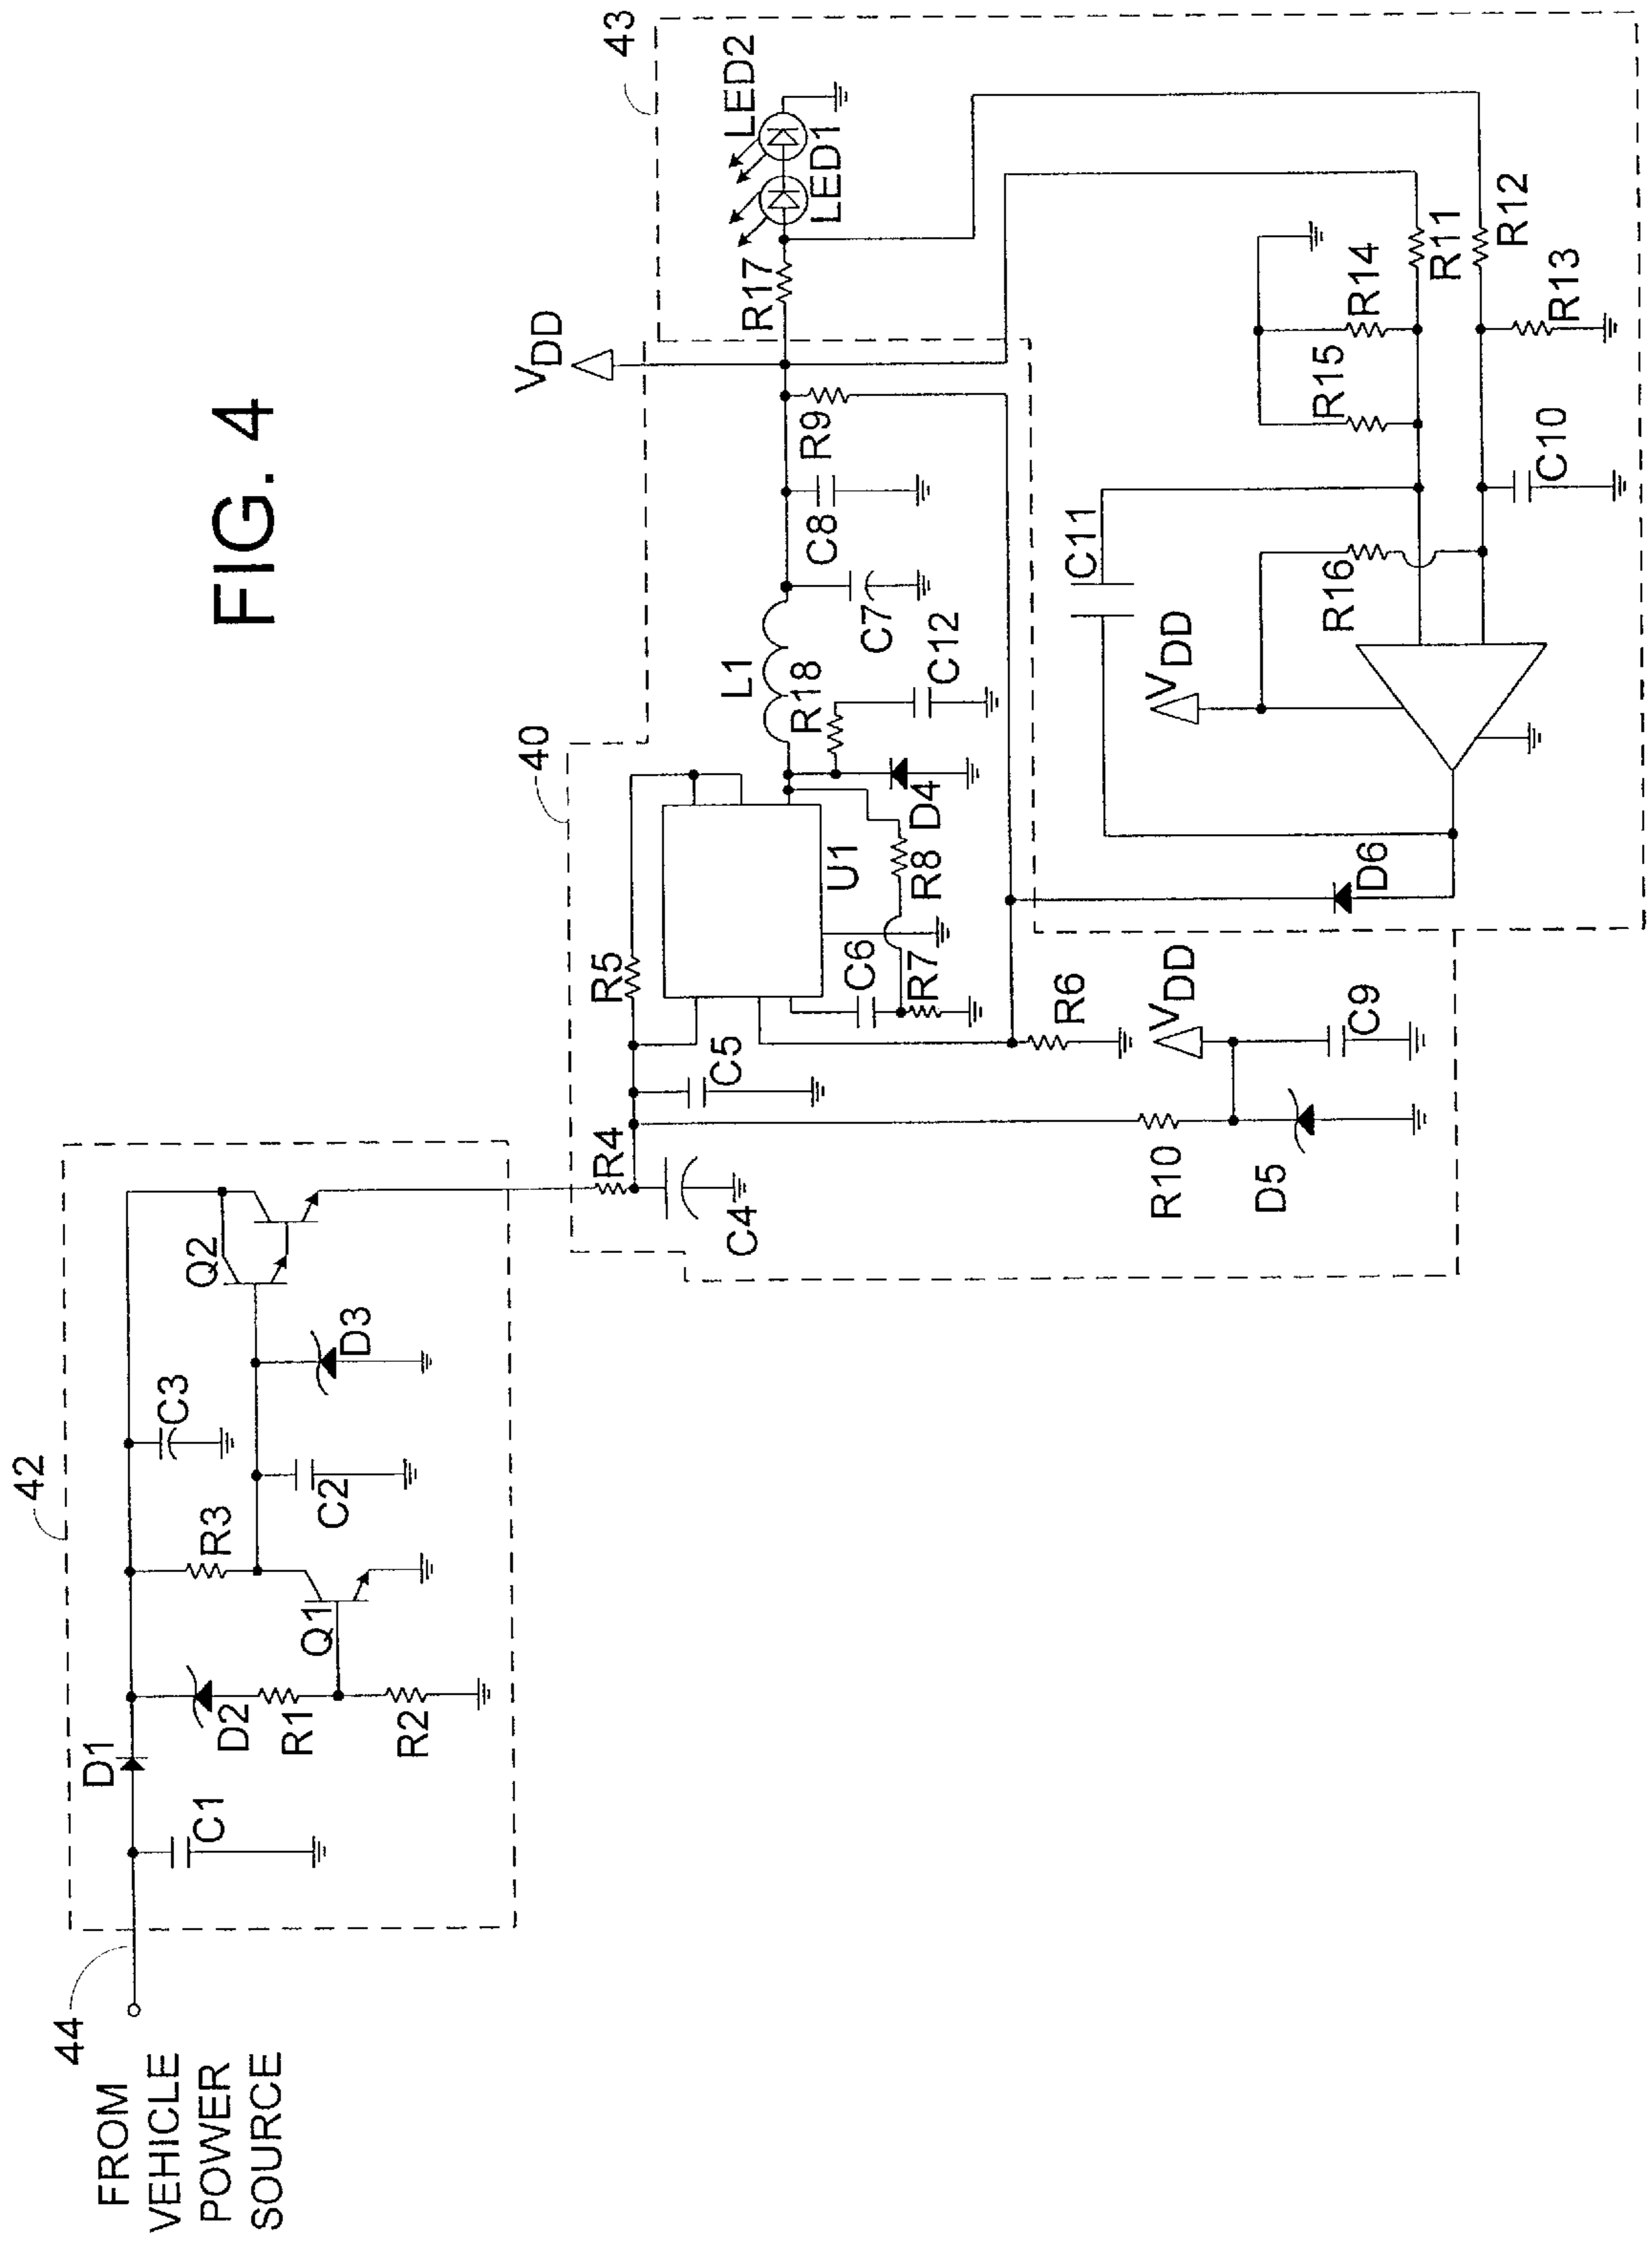 FIG. 4
42
44
FROM
VEHICLE
POWER
SOURCE
C1
D1
D2
R1
R2
Q1
R3
C2
C3
D3
Q2
40
R4
C4
C5
R5
U1
C6
R7
R8
D4
R18
C12
L1
C7
C8
R9
VDD
R6
R10
D5
VDD
C9
43
R17
LED1
LED2
D6
C11
VDD
R16
R15
R14
R11
R12
R13
C10